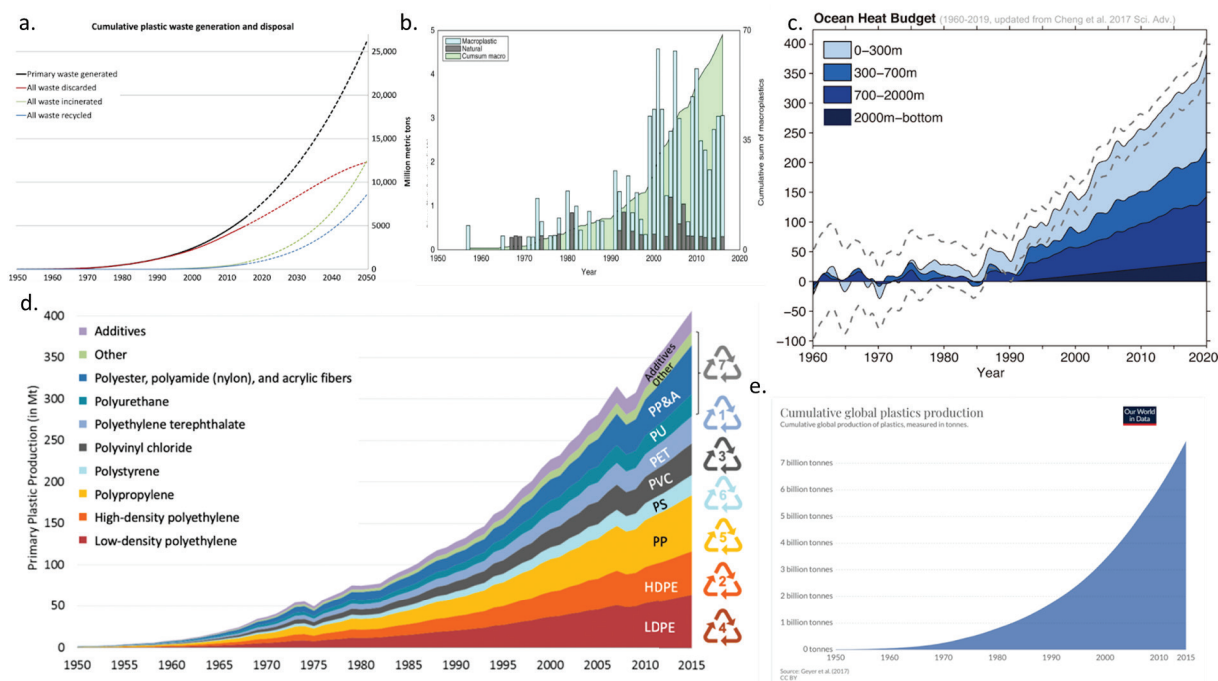 a.
Cumulative plastic waste generation and disposal
Primary waste generated
All waste discarded
All waste incinerated
All waste recycled
25,000
20,000
15,000
10,000
5000
0
Million metric tons
1950 1960 1970 1980 1990 2000 2010 2020 2030 2040 2050
b.
Macroplastic
Natural
Cumsum macro
5
4
3
2
1
0
70
35
0
Cumulative sum of macroplastics
1950 1960 1970 1980 1990 2000 2010 2020
Year
c.
Ocean Heat Budget (1960-2019, updated from Cheng et al. 2017 Sci. Adv.)
0−300m
300−700m
700−2000m
2000m−bottom
400
350
300
250
200
150
100
50
0
−50
−100
1960 1970 1980 1990 2000 2010 2020
Year
d.
Primary Plastic Production (in Mt)
400
350
300
250
200
150
100
50
0
Additives
Other
Polyester, polyamide (nylon), and acrylic fibers
Polyurethane
Polyethylene terephthalate
Polyvinyl chloride
Polystyrene
Polypropylene
High-density polyethylene
Low-density polyethylene
Additives
Other
PP&A
PU
PET
PVC
PS
PP
HDPE
LDPE
7
1
3
6
5
2
4
1950 1955 1960 1965 1970 1975 1980 1985 1990 1995 2000 2005 2010 2015
e.
Cumulative global plastics production
Cumulative global production of plastics, measured in tonnes.
Our World
in Data
7 billion tonnes
6 billion tonnes
5 billion tonnes
4 billion tonnes
3 billion tonnes
2 billion tonnes
1 billion tonnes
0 tonnes
1950 1960 1970 1980 1990 2000 2010 2015
Source: Geyer et al. (2017)
CC BY